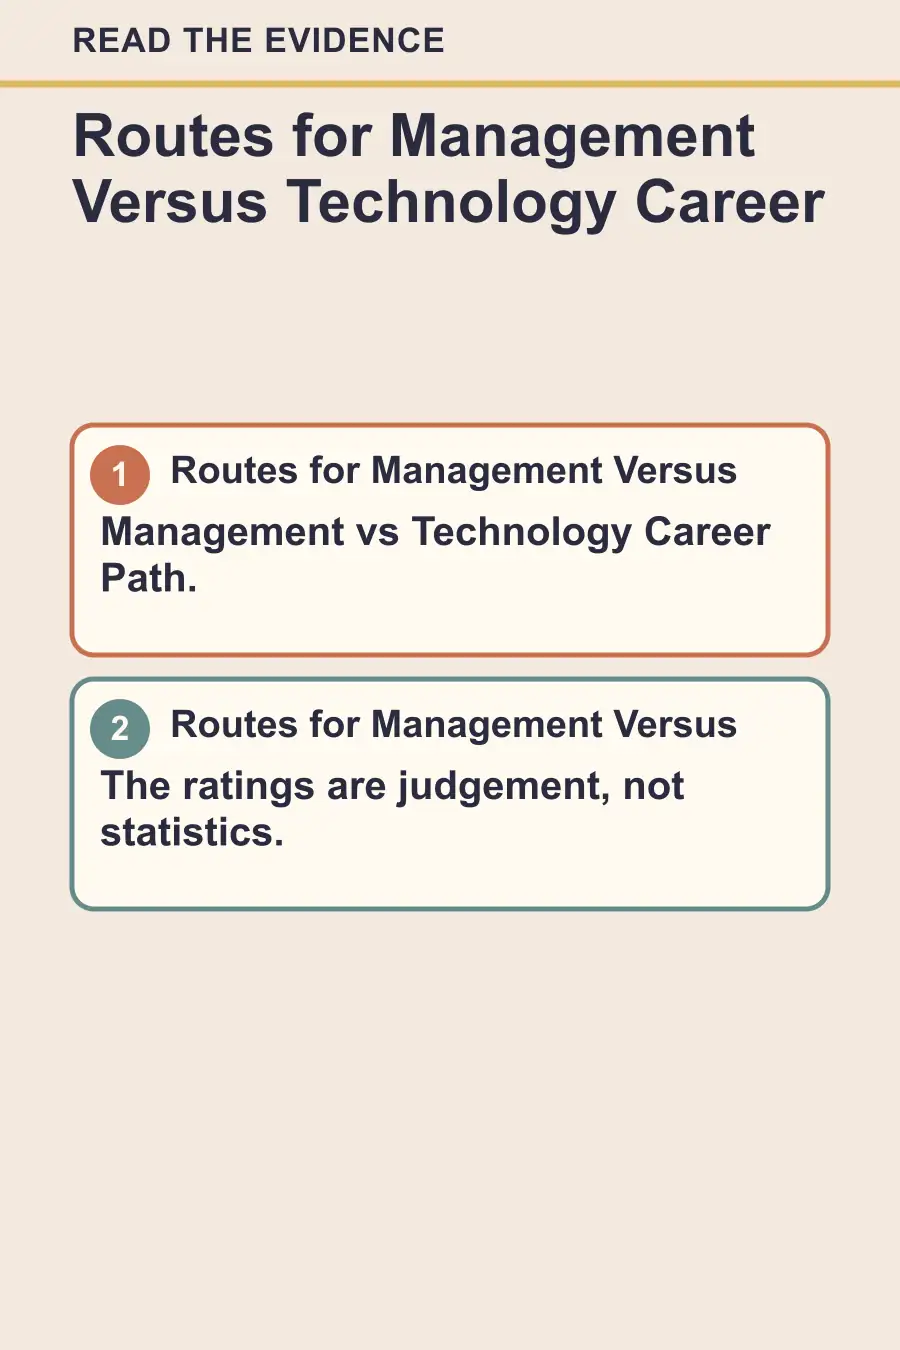 READ THE EVIDENCE
Routes for Management
Versus Technology Career
1 Routes for Management Versus
Management vs Technology Career
Path.
2 Routes for Management Versus
The ratings are judgement, not
statistics.